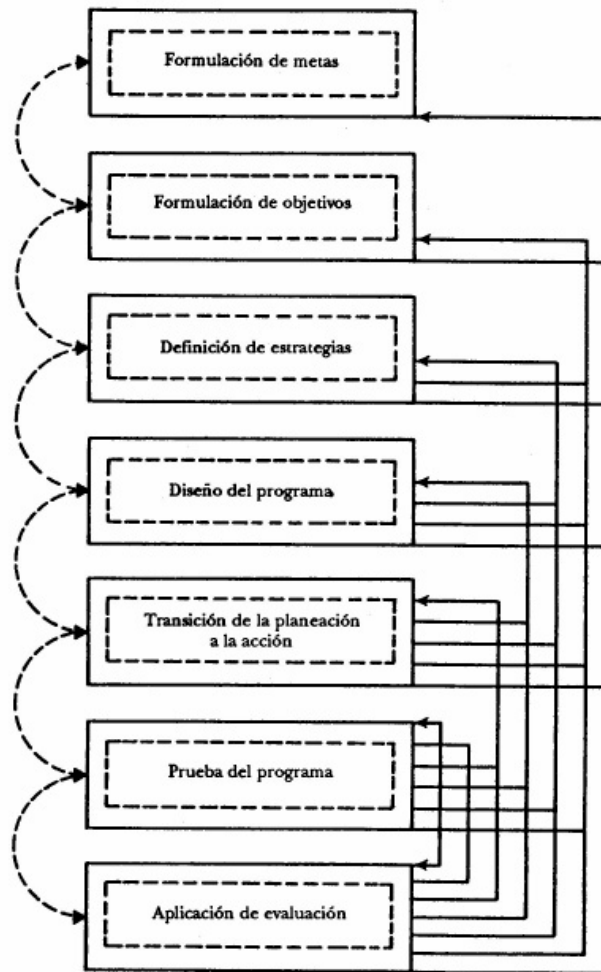 Formulación de metas
Formulación de objetivos
Definición de estrategias
Diseño del programa
Transición de la planeación
a la acción
Prueba del programa
Aplicación de evaluación